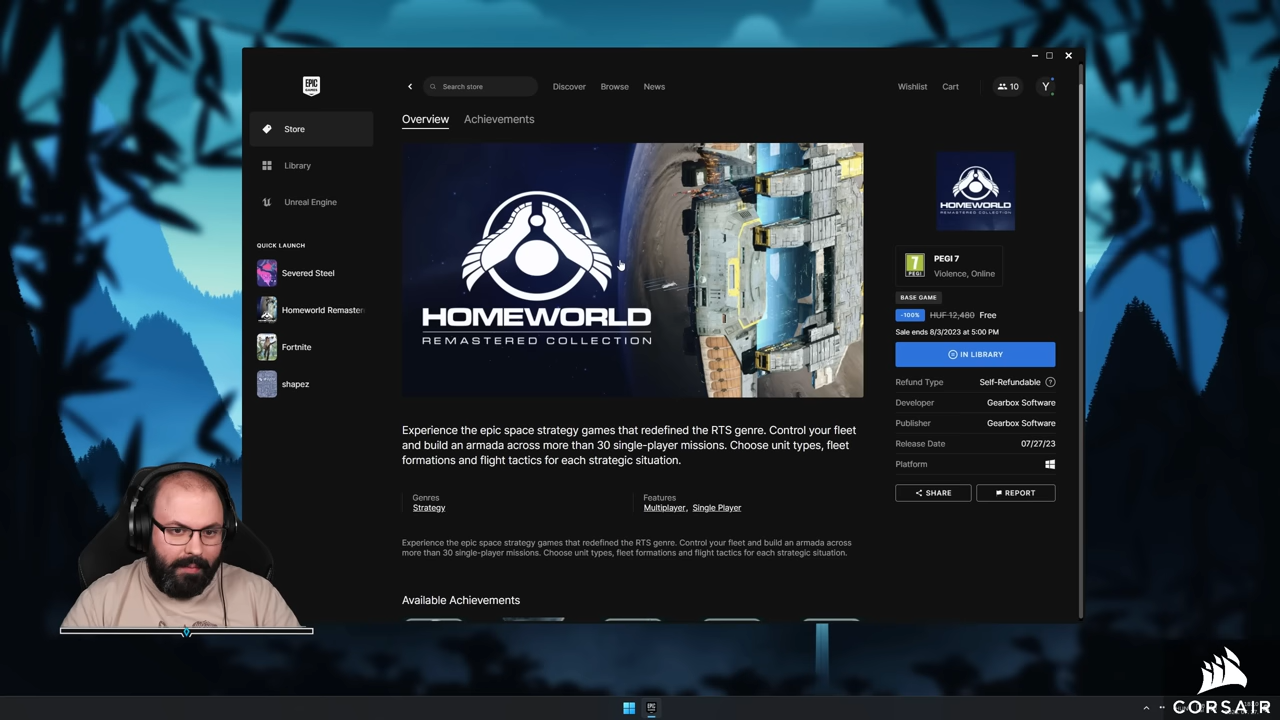 EPIC
GAMES
Search store
Discover
Browse
News
Wishlist
Cart
10
Y
Store
Library
Unreal Engine
QUICK LAUNCH
Severed Steel
Homeworld Remaster
Fortnite
shapez
Overview
Achievements
HOMEWORLD
REMASTERED COLLECTION
Experience the epic space strategy games that redefined the RTS genre. Control your fleet
and build an armada across more than 30 single-player missions. Choose unit types, fleet
formations and flight tactics for each strategic situation.
Genres
Strategy
Features
Multiplayer, Single Player
Experience the epic space strategy games that redefined the RTS genre. Control your fleet and build an armada across
more than 30 single-player missions. Choose unit types, fleet formations and flight tactics for each strategic situation.
Available Achievements
HOMEWORLD
REMASTERED COLLECTION
7
PEGI
PEGI 7
Violence, Online
BASE GAME
-100% HUF 12,480 Free
Sale ends 8/3/2023 at 5:00 PM
IN LIBRARY
Refund Type Self-Refundable ?
Developer Gearbox Software
Publisher Gearbox Software
Release Date 07/27/23
Platform
SHARE
REPORT
EPIC
GAMES
CORSAIR